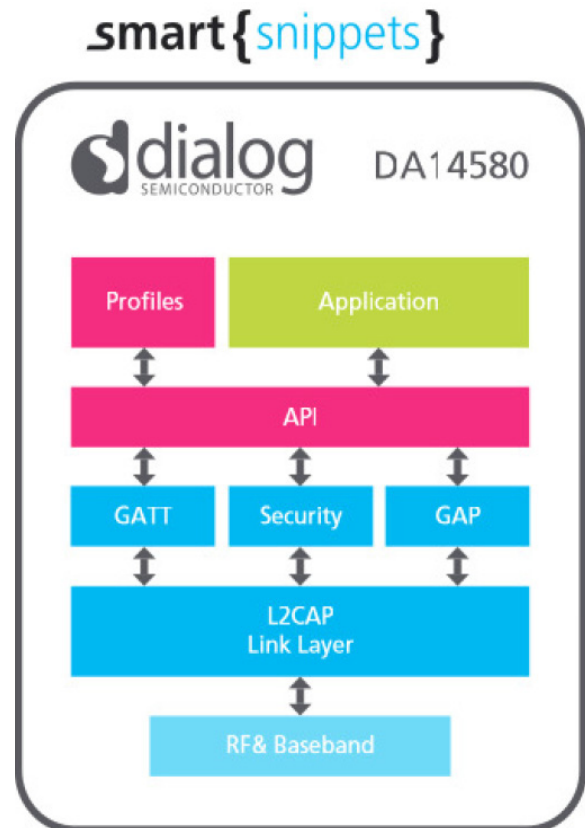 smart{snippets}
dialog
SEMICONDUCTOR
DA14580
Profiles
Application
API
GATT
Security
GAP
L2CAP
Link Layer
RF& Baseband